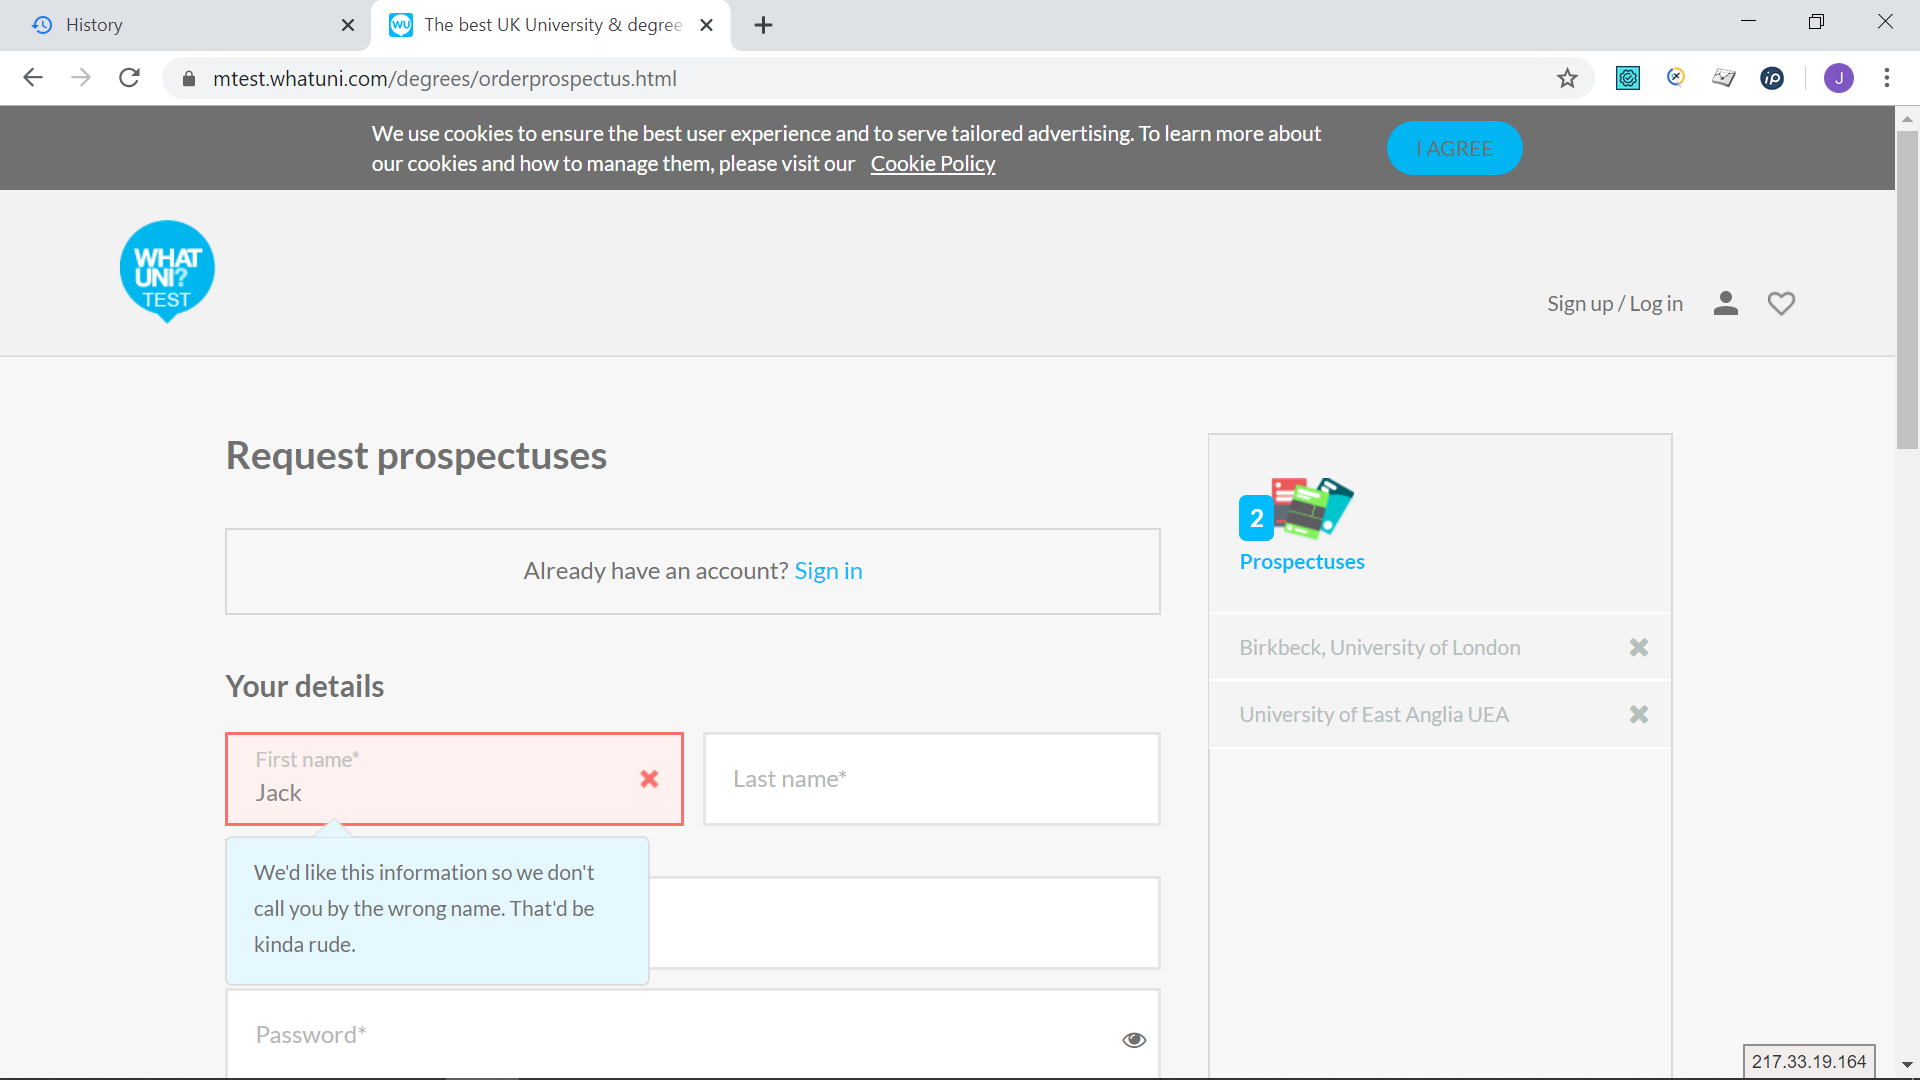 History
The best UK University & degree
mtest.whatuni.com/degrees/orderprospectus.html
iP
J
We use cookies to ensure the best user experience and to serve tailored advertising. To learn more about
our cookies and how to manage them, please visit our Cookie Policy
I AGREE
WHAT
UNI?
TEST
Sign up / Log in
Request prospectuses
Already have an account? Sign in
Your details
First name*
Jack
Last name*
We'd like this information so we don't
call you by the wrong name. That'd be
kinda rude.
Password*
2
Prospectuses
Birkbeck, University of London
University of East Anglia UEA
217.33.19.164